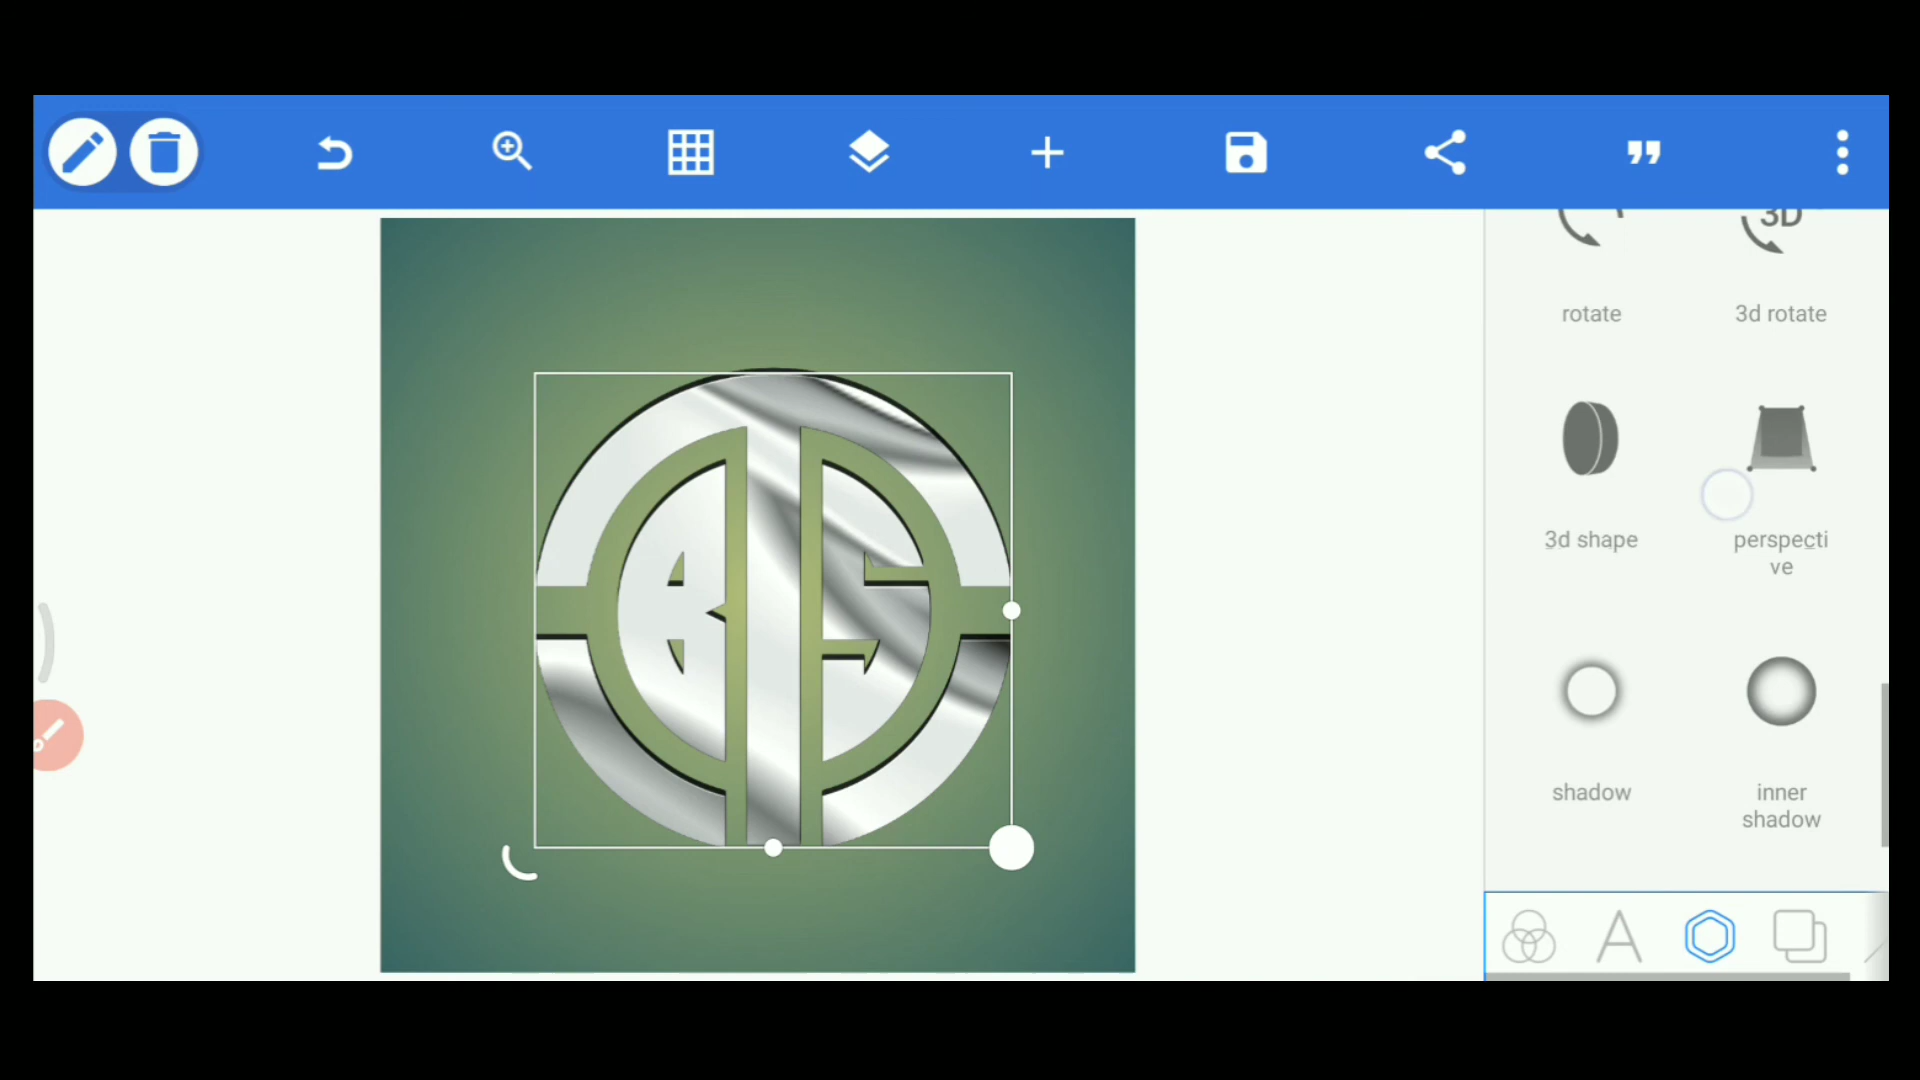 3D
rotate
3d rotate
3d shape
perspecti
ve
shadow
inner
shadow
A